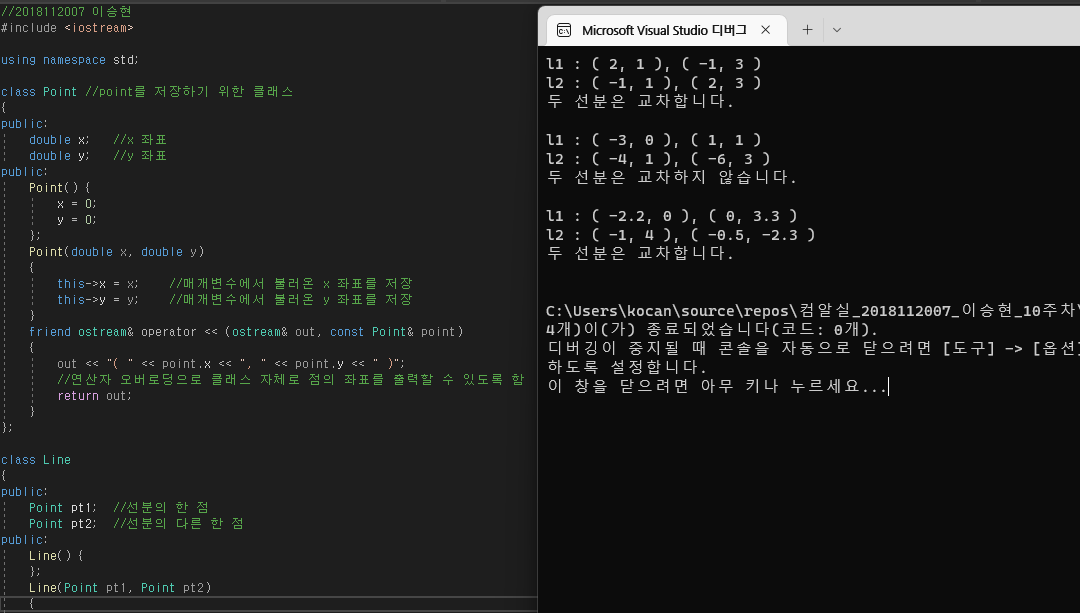 //2018112007 이승현
#include <iostream>
using namespace std;
class Point //point를 저장하기 위한 클래스
{
public:
double x; //x 좌표
double y; //y 좌표
public:
Point() {
x = 0;
y = 0;
};
Point(double x, double y)
{
this->x = x; //매개변수에서 불러온 x 좌표를 저장
this->y = y; //매개변수에서 불러온 y 좌표를 저장
}
friend ostream& operator << (ostream& out, const Point& point)
{
out << "( " << point.x << ", " << point.y << " )";
//연산자 오버로딩으로 클래스 자체로 점의 좌표를 출력할 수 있도록 함
return out;
}
};
class Line
{
public:
Point pt1; //선분의 한 점
Point pt2; //선분의 다른 한 점
public:
Line() {
};
Line(Point pt1, Point pt2)
{
Microsoft Visual Studio 디버그
l1 : ( 2, 1 ), ( -1, 3 )
l2 : ( -1, 1 ), ( 2, 3 )
두 선분은 교차합니다.
l1 : ( -3, 0 ), ( 1, 1 )
l2 : ( -4, 1 ), ( -6, 3 )
두 선분은 교차하지 않습니다.
l1 : ( -2.2, 0 ), ( 0, 3.3 )
l2 : ( -1, 4 ), ( -0.5, -2.3 )
두 선분은 교차합니다.
C:\Users\kocan\source\repos\컴알실_2018112007_이승현_10주차\
4개)이(가) 종료되었습니다(코드: 0개).
디버깅이 중지될 때 콘솔을 자동으로 닫으려면 [도구] -> [옵션]
하도록 설정합니다.
이 창을 닫으려면 아무 키나 누르세요...